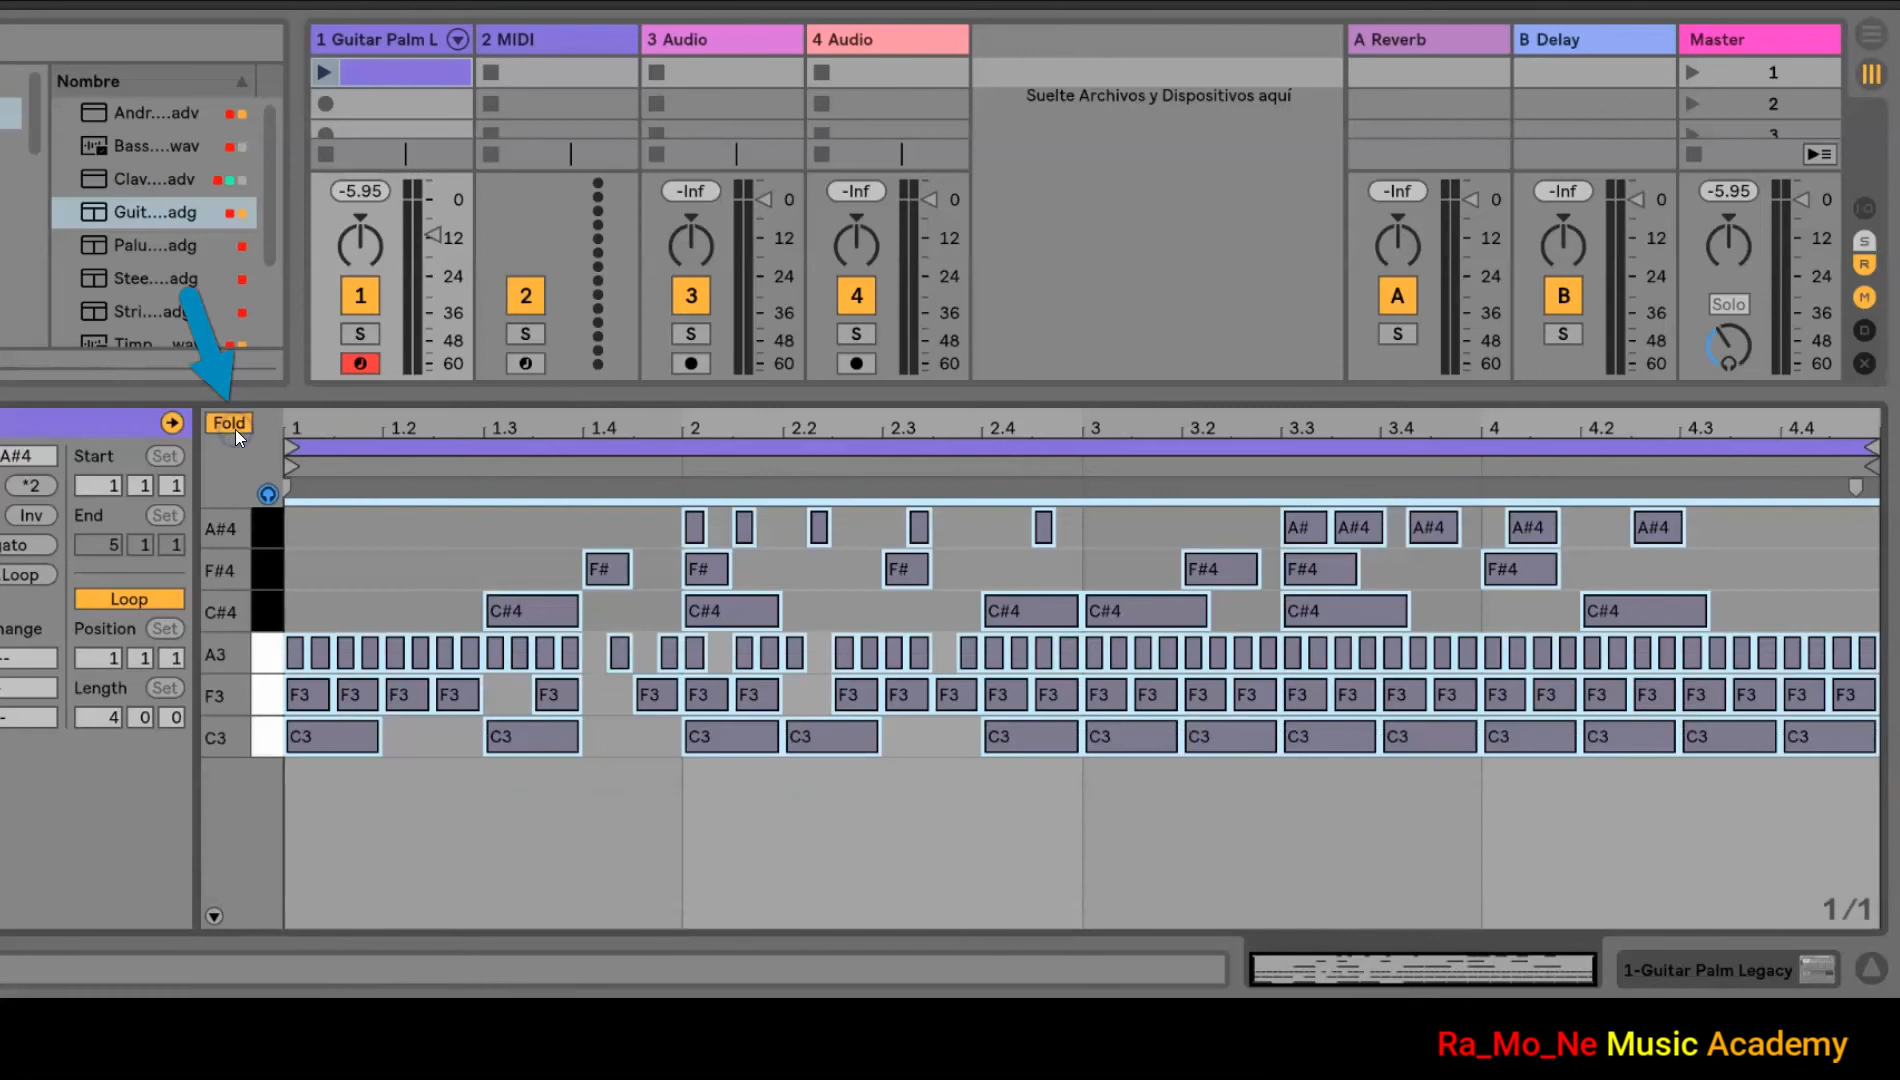 1 Guitar Palm L
2 MIDI
3 Audio
4 Audio
A Reverb
B Delay
Master
Nombre
Andr....adv
Bass....wav
Clav....adv
Guit....adg
Palu....adg
Stee....adg
Stri....adg
Suelte Archivos y Dispositivos aquí
1
2
3
-5.95
-Inf
-Inf
-Inf
-Inf
-5.95
0
12
24
36
48
60
0
12
24
36
48
60
0
12
24
36
48
60
0
12
24
36
48
60
0
12
24
36
48
60
0
12
24
36
48
60
1
2
3
4
A
B
Solo
S
S
S
S
S
S
S
R
M
D
X
Fold
1 1.2 1.3 1.4 2 2.2 2.3 2.4 3 3.2 3.3 3.4 4 4.2 4.3 4.4
A#4
Start Set
*2
1 1 1
Inv
End Set
gato
5 1 1
.Loop
Loop
hange
Position Set
--
1 1 1
Length Set
4 0 0
A#4 A# A#4 A#4 A#4 A#4
F#4 F# F# F# F#4 F#4 F#4
C#4 C#4 C#4 C#4 C#4 C#4 C#4
A3
F3 F3 F3 F3 F3 F3 F3 F3 F3 F3 F3 F3 F3 F3 F3 F3 F3 F3 F3 F3 F3 F3 F3 F3 F3 F3 F3 F3 F3
C3 C3 C3 C3 C3 C3 C3 C3 C3 C3 C3 C3 C3 C3
1/1
1-Guitar Palm Legacy
Ra_Mo_Ne Music Academy